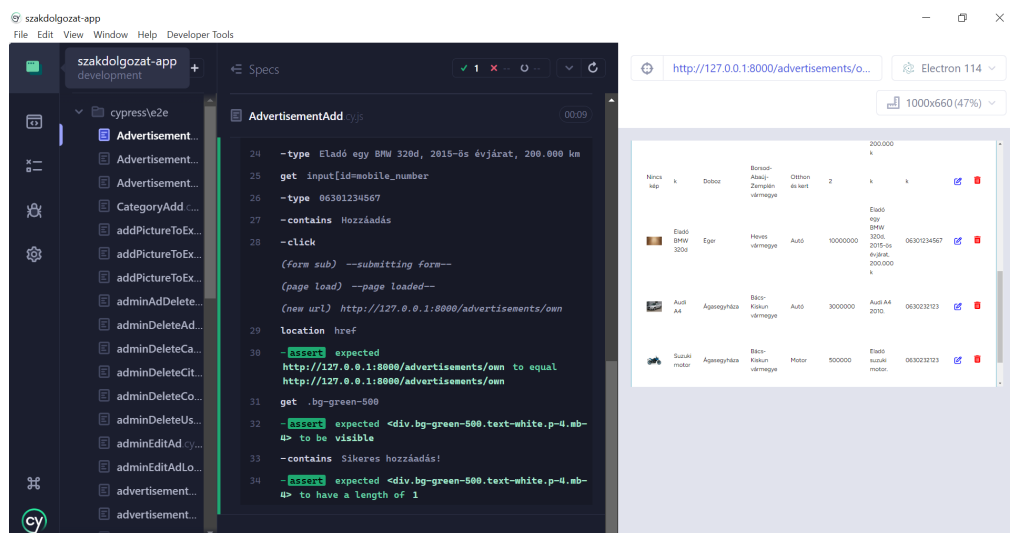 szakdolgozat-app
File Edit View Window Help Developer Tools
szakdolgozat-app
development
+
cypress\e2e
Advertisement...
Advertisement...
Advertisement...
CategoryAdd.c...
addPictureToEx...
addPictureToEx...
addPictureToEx...
adminAdDelete...
adminDeleteAd...
adminDeleteCa...
adminDeleteCit...
adminDeleteCo...
adminDeleteUs...
adminEditAd.cy...
adminEditAdLo...
advertisement...
advertisement...
cy
Specs
1 -- --
AdvertisementAdd.cy.js 00:09
24 -type Eladó egy BMW 320d, 2015-ös évjárat, 200.000 km
25 get input[id=mobile_number
26 -type 06301234567
27 -contains Hozzáadás
28 -click
(form sub) --submitting form--
(page load) --page loaded--
(new url) http://127.0.0.1:8000/advertisements/own
29 location href
30 -assert expected
http://127.0.0.1:8000/advertisements/own to equal
http://127.0.0.1:8000/advertisements/own
31 get .bg-green-500
32 -assert expected <div.bg-green-500.text-white.p-4.mb-
4> to be visible
33 -contains Sikeres hozzáadás!
34 -assert expected <div.bg-green-500.text-white.p-4.mb-
4> to have a length of 1
http://127.0.0.1:8000/advertisements/o...
Electron 114
1000x660 (47%)
200.000
k
Nincs
kép
k
Doboz
Borsod-
Abaúj-
Zemplén
vármegye
Otthon
és kert
2
k
k
Eladó
BMW
320d
Eger
Heves
vármegye
Autó
10000000
Eladó
egy
BMW
320d,
2015-ös
évjárat,
200.000
k
06301234567
Audi
A4
Ágasegyháza
Bács-
Kiskun
vármegye
Autó
3000000
Audi A4
2010.
0630232123
Suzuki
motor
Ágasegyháza
Bács-
Kiskun
vármegye
Motor
500000
Eladó
suzuki
motor.
0630232123